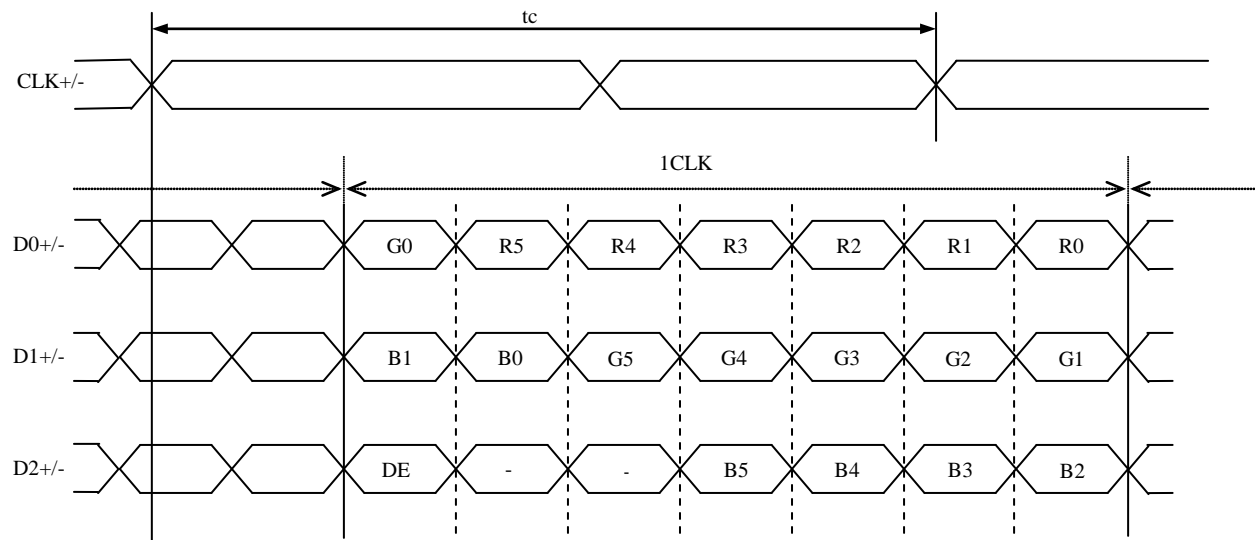 tc
CLK+/-
1CLK
D0+/- G0 R5 R4 R3 R2 R1 R0
D1+/- B1 B0 G5 G4 G3 G2 G1
D2+/- DE - - B5 B4 B3 B2